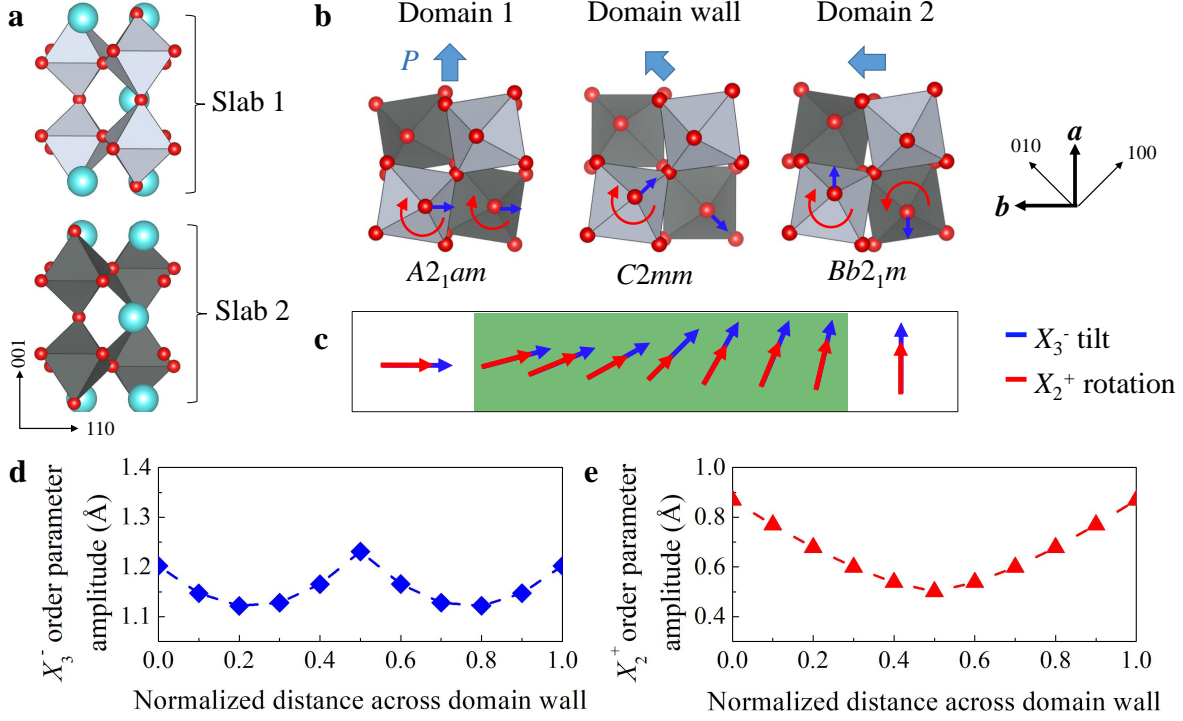 a
Slab 1
Slab 2
001
110
b
Domain 1
Domain wall
Domain 2
P
A2₁am
C2mm
Bb2₁m
a
010
100
b
c
X₃⁻ tilt
X₂⁺ rotation
d
X₃⁻ order parameter
amplitude (Å)
1.4
1.3
1.2
1.1
0.0 0.2 0.4 0.6 0.8 1.0
Normalized distance across domain wall
e
X₂⁺ order parameter
amplitude (Å)
1.0
0.8
0.6
0.4
0.0 0.2 0.4 0.6 0.8 1.0
Normalized distance across domain wall